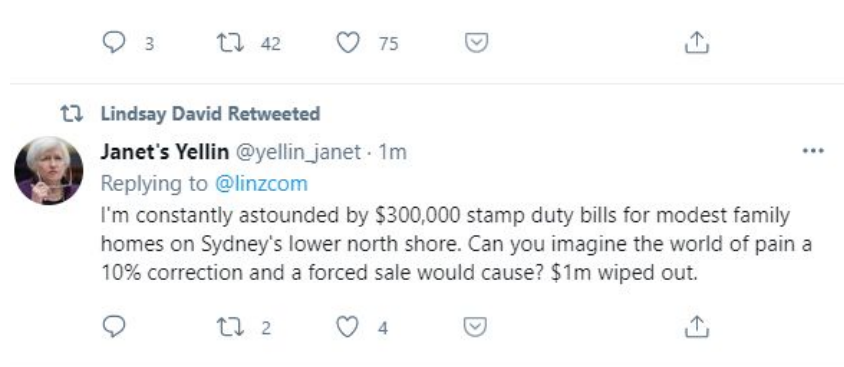 3 42 75
Lindsay David Retweeted
Janet's Yellin @yellin_janet · 1m
Replying to @linzcom
I'm constantly astounded by $300,000 stamp duty bills for modest family
homes on Sydney's lower north shore. Can you imagine the world of pain a
10% correction and a forced sale would cause? $1m wiped out.
2 4